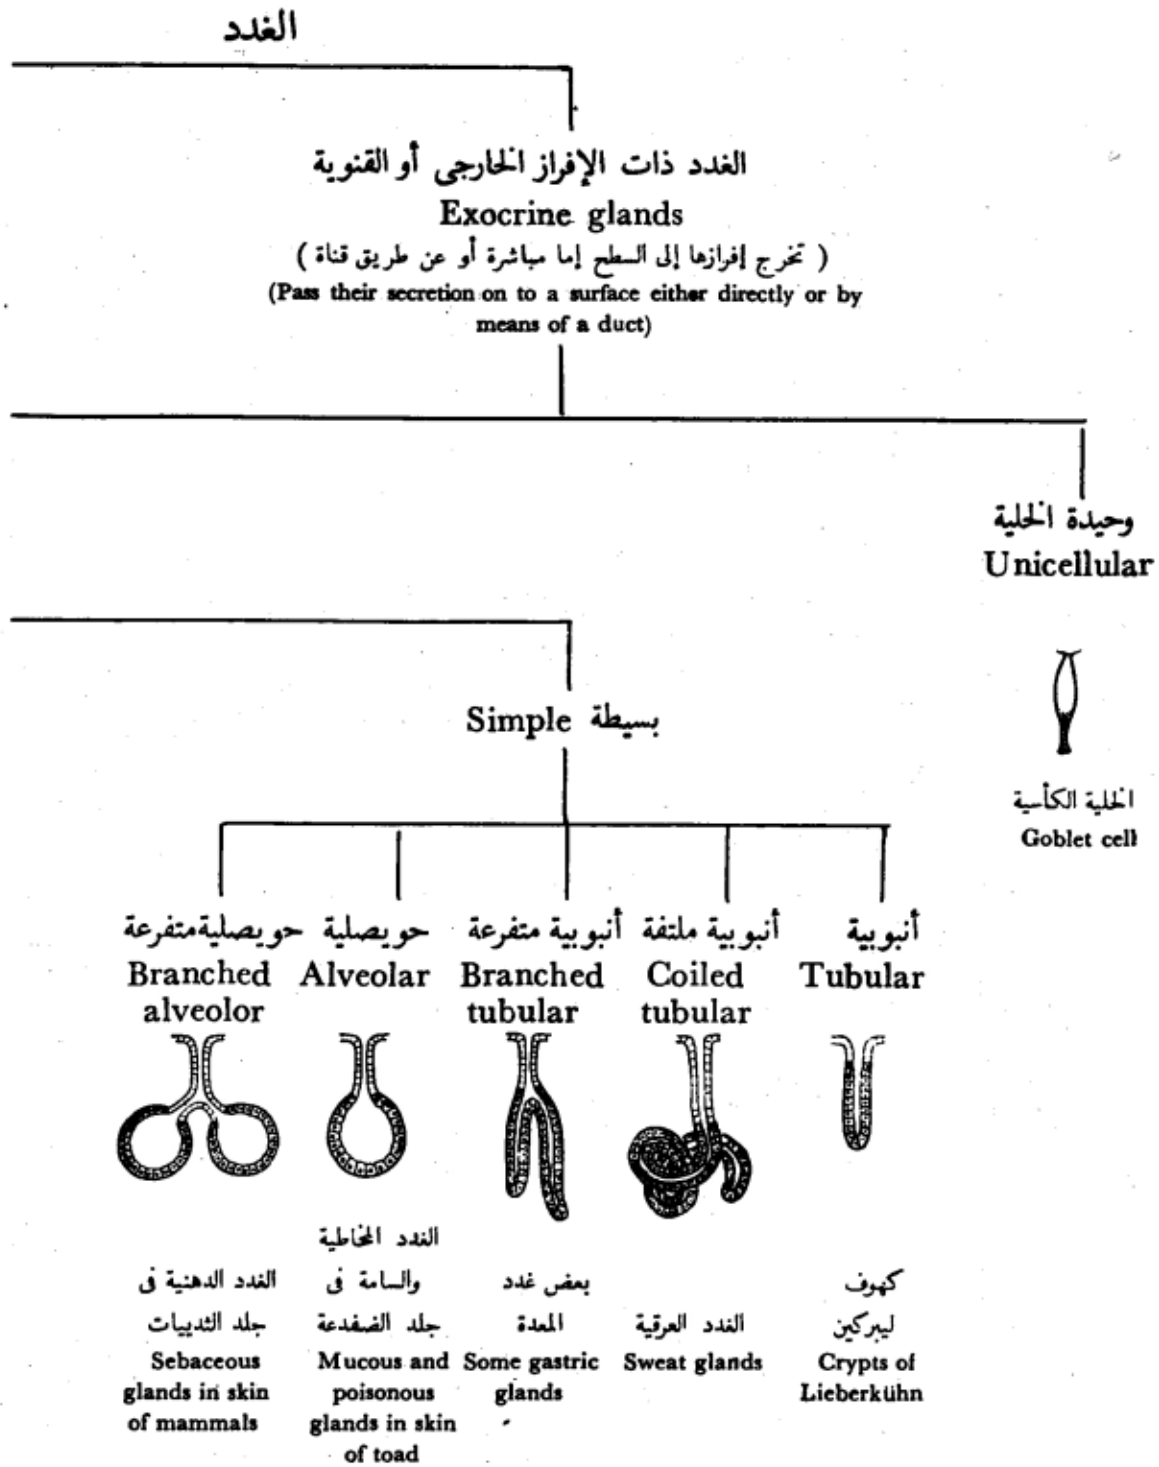 الغدد
الغدد ذات الإفراز الخارجى أو القنوية
Exocrine glands
( تخرج إفرازها إلى السطح إما مباشرة أو عن طريق قناة )
(Pass their secretion on to a surface either directly or by
means of a duct)
وحيدة الخلية
Unicellular
Simple بسيطة
الخلية الكأسية
Goblet cell
أنبوبية
Tubular
أنبوبية ملتفة
Coiled
tubular
أنبوبية متفرعة
Branched
tubular
حويصلية
Alveolar
حويصلية متفرعة
Branched
alveolor
كهوف
ليبركين
Crypts of
Lieberkühn
الغدد العرقية
Sweat glands
بعض غدد
المعدة
Some gastric
glands
الغدد المخاطية
والسامة فى
جلد الضفدعة
Mucous and
poisonous
glands in skin
of toad
الغدد الدهنية فى
جلد الثدييات
Sebaceous
glands in skin
of mammals